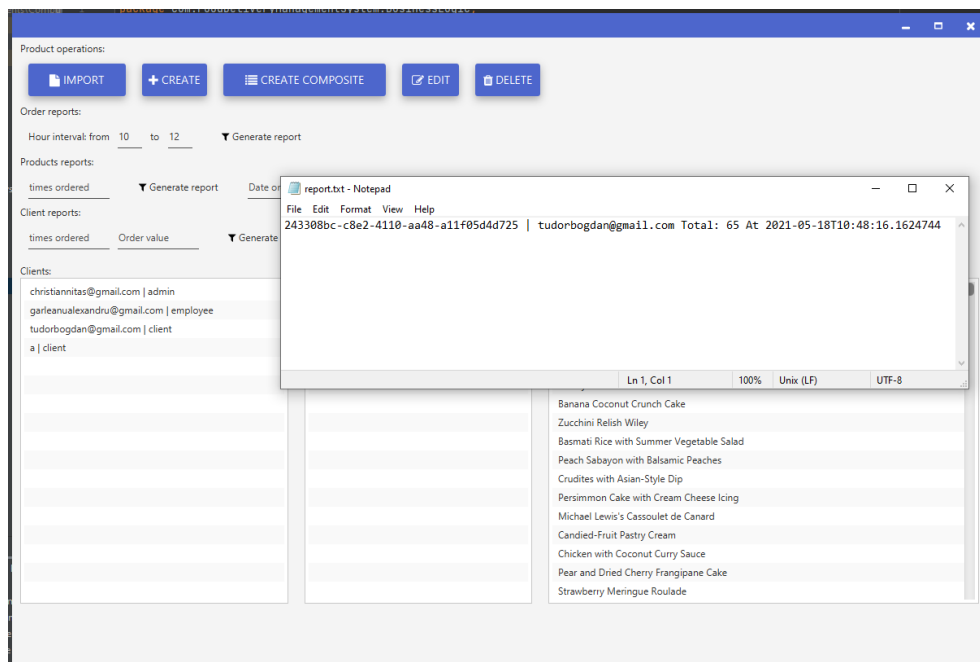 package com.FoodDeliveryManagementSystem.BusinessLogic;
Product operations:
IMPORT
CREATE
CREATE COMPOSITE
EDIT
DELETE
Order reports:
Hour interval: from 10 to 12 Generate report
Products reports:
times ordered Generate report Date or
Client reports:
times ordered Order value Generate
report.txt - Notepad
File Edit Format View Help
243308bc-c8e2-4110-aa48-a11f05d4d725 | tudorbogdan@gmail.com Total: 65 At 2021-05-18T10:48:16.1624744
Ln 1, Col 1 100% Unix (LF) UTF-8
Clients:
christiannitas@gmail.com | admin
garleanualexandru@gmail.com | employee
tudorbogdan@gmail.com | client
a | client
Banana Coconut Crunch Cake
Zucchini Relish Wiley
Basmati Rice with Summer Vegetable Salad
Peach Sabayon with Balsamic Peaches
Crudites with Asian-Style Dip
Persimmon Cake with Cream Cheese Icing
Michael Lewis's Cassoulet de Canard
Candied-Fruit Pastry Cream
Chicken with Coconut Curry Sauce
Pear and Dried Cherry Frangipane Cake
Strawberry Meringue Roulade